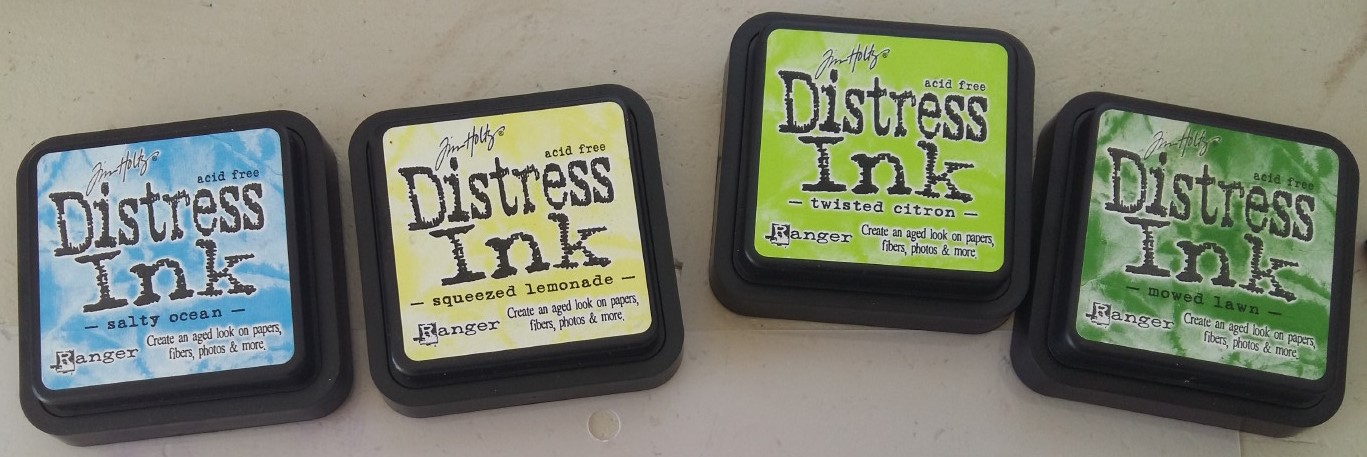 Tim Holtz®
acid free
Distress
Ink
— salty ocean —
Ranger
Create an aged look on papers,
fibers, photos & more.
Tim Holtz®
acid free
Distress
Ink
— squeezed lemonade —
Ranger
Create an aged look on papers,
fibers, photos & more.
Tim Holtz®
acid free
Distress
Ink
— twisted citron —
Ranger
Create an aged look on papers,
fibers, photos & more.
Tim Holtz®
acid free
Distress
Ink
— mowed lawn —
Ranger
Create an aged look on papers,
fibers, photos & more.